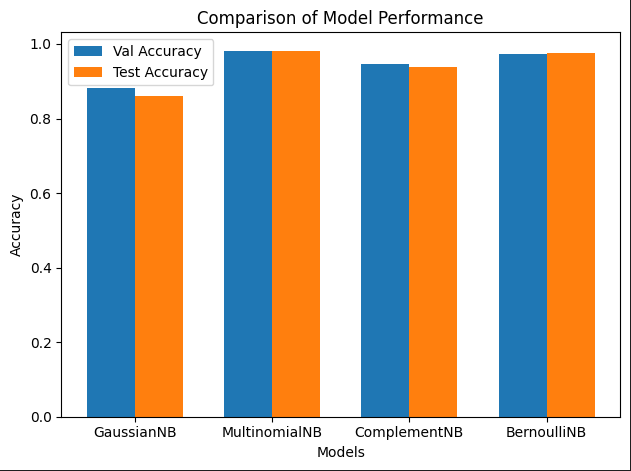 Comparison of Model Performance
Val Accuracy
Test Accuracy
1.0
0.8
0.6
0.4
0.2
0.0
Accuracy
GaussianNB MultinomialNB ComplementNB BernoulliNB
Models